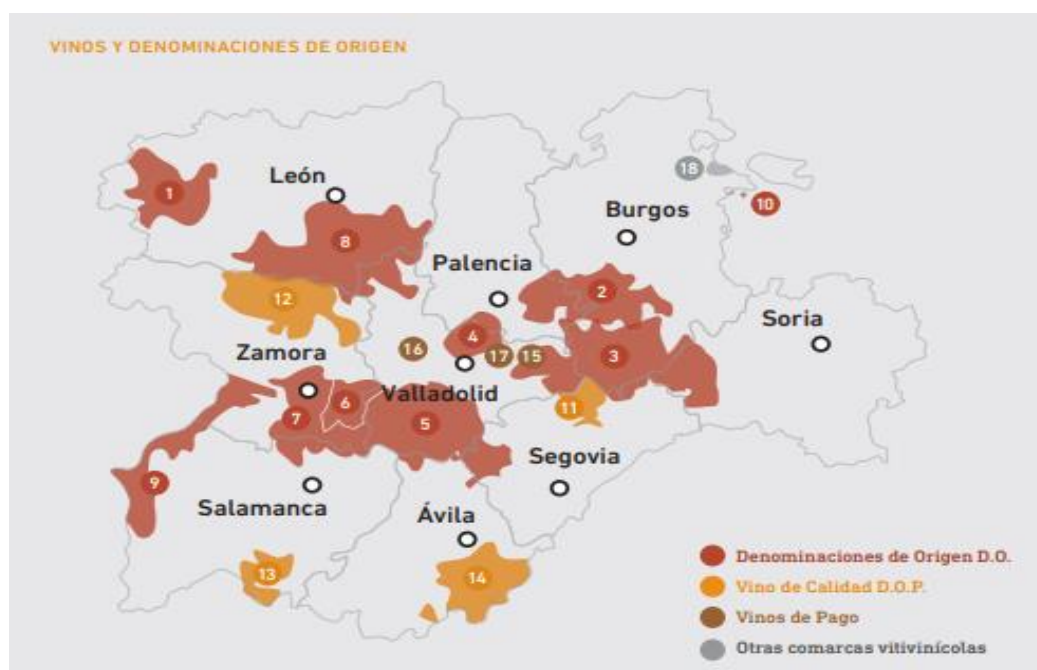 VINOS Y DENOMINACIONES DE ORIGEN
18
1
León
10
Burgos
8
Palencia
2
12
Soria
4
Zamora
16
17
15
3
Valladolid
6
11
7
5
Segovia
9
Salamanca
Ávila
Denominaciones de Origen D.O.
13
14
Vino de Calidad D.O.P.
Vinos de Pago
Otras comarcas vitivinícolas